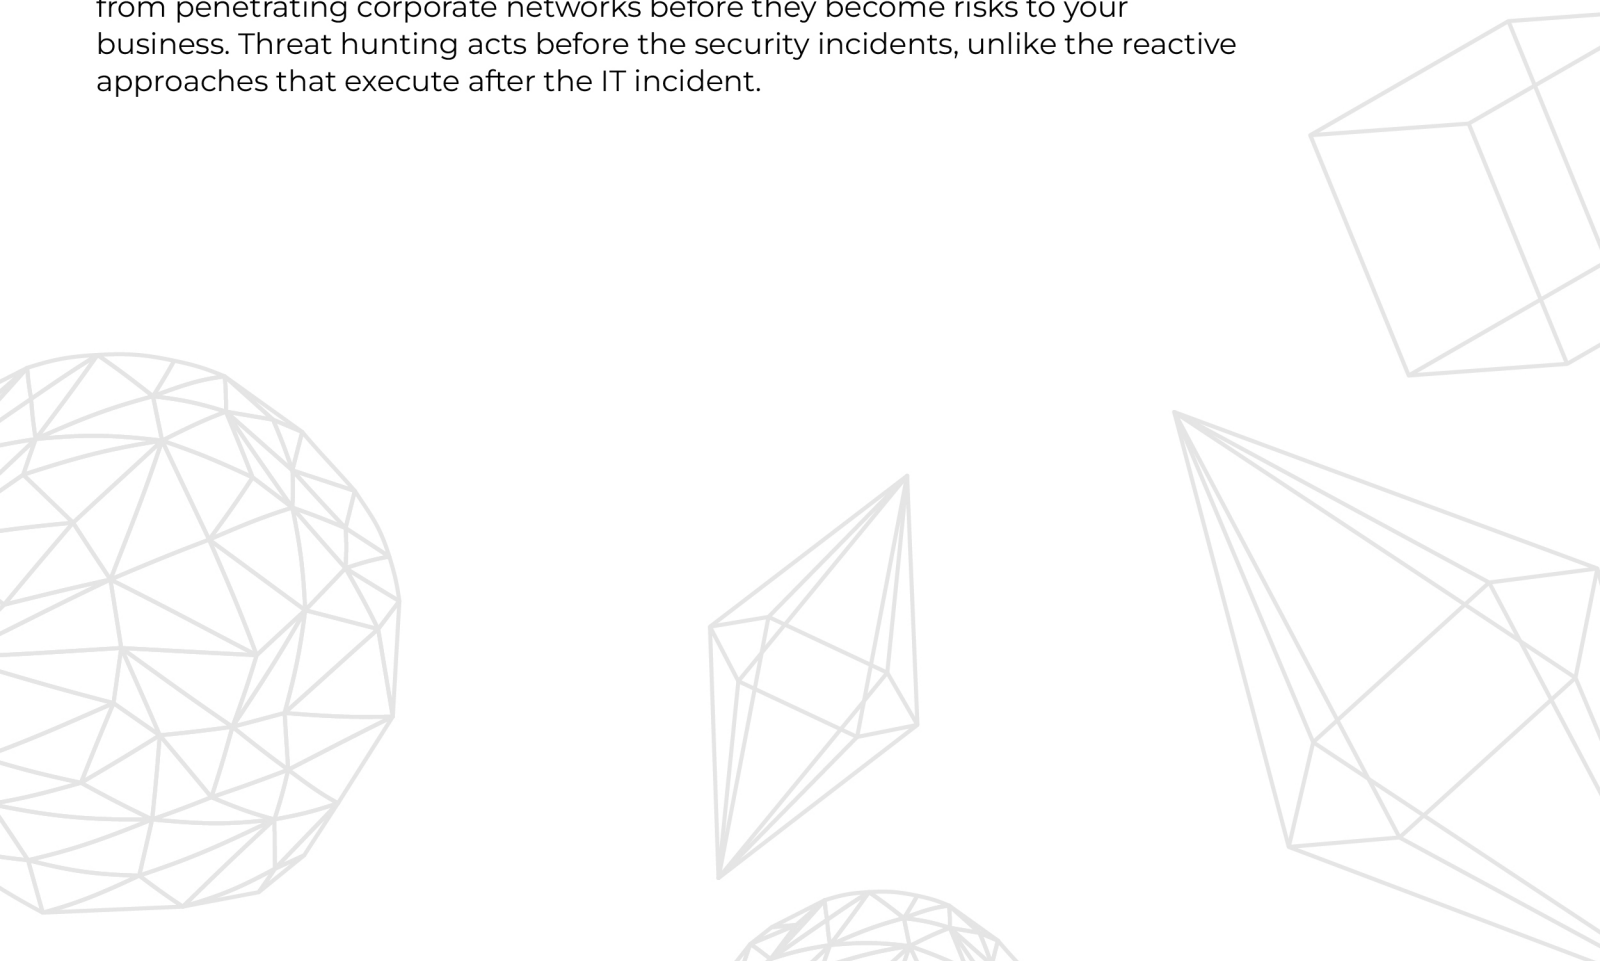 from penetrating corporate networks before they become risks to your
business. Threat hunting acts before the security incidents, unlike the reactive
approaches that execute after the IT incident.